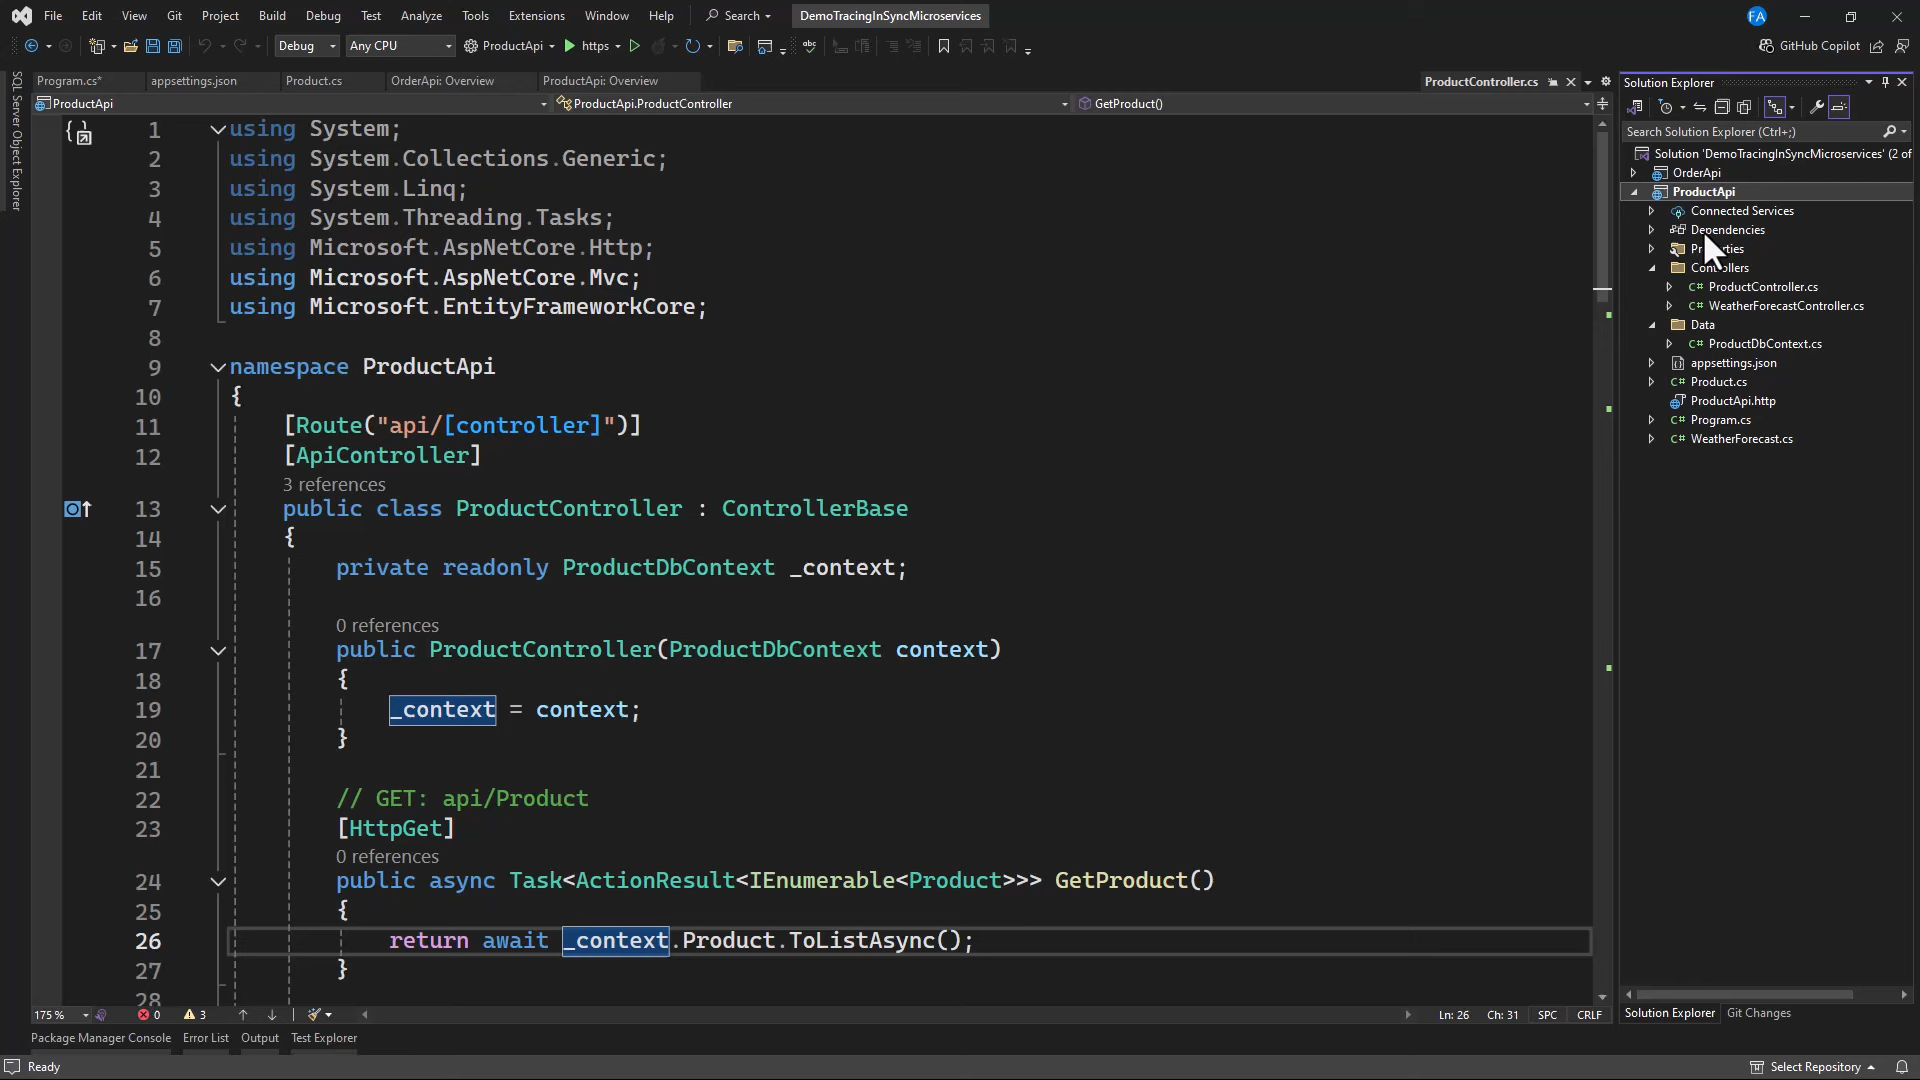 File Edit View Git Project Build Debug Test Analyze Tools Extensions Window Help Search DemoTracingInSyncMicroservices FA
Debug Any CPU ProductApi https GitHub Copilot
SQL Server Object Explorer
Program.cs* appsettings.json Product.cs OrderApi: Overview ProductApi: Overview ProductController.cs
ProductApi ProductApi.ProductController GetProduct()
1 using System;
2 using System.Collections.Generic;
3 using System.Linq;
4 using System.Threading.Tasks;
5 using Microsoft.AspNetCore.Http;
6 using Microsoft.AspNetCore.Mvc;
7 using Microsoft.EntityFrameworkCore;
8
9 namespace ProductApi
10 {
11 [Route("api/[controller]")]
12 [ApiController]
3 references
13 public class ProductController : ControllerBase
14 {
15 private readonly ProductDbContext _context;
16
0 references
17 public ProductController(ProductDbContext context)
18 {
19 _context = context;
20 }
21
22 // GET: api/Product
23 [HttpGet]
0 references
24 public async Task<ActionResult<IEnumerable<Product>>> GetProduct()
25 {
26 return await _context.Product.ToListAsync();
27 }
28
175 % 0 3 Ln: 26 Ch: 31 SPC CRLF
Package Manager Console Error List Output Test Explorer
Ready Select Repository
Solution Explorer
Search Solution Explorer (Ctrl+;)
Solution 'DemoTracingInSyncMicroservices' (2 of
OrderApi
ProductApi
Connected Services
Dependencies
Controllers
ProductController.cs
WeatherForecastController.cs
Data
ProductDbContext.cs
appsettings.json
Product.cs
ProductApi.http
Program.cs
WeatherForecast.cs
Solution Explorer Git Changes